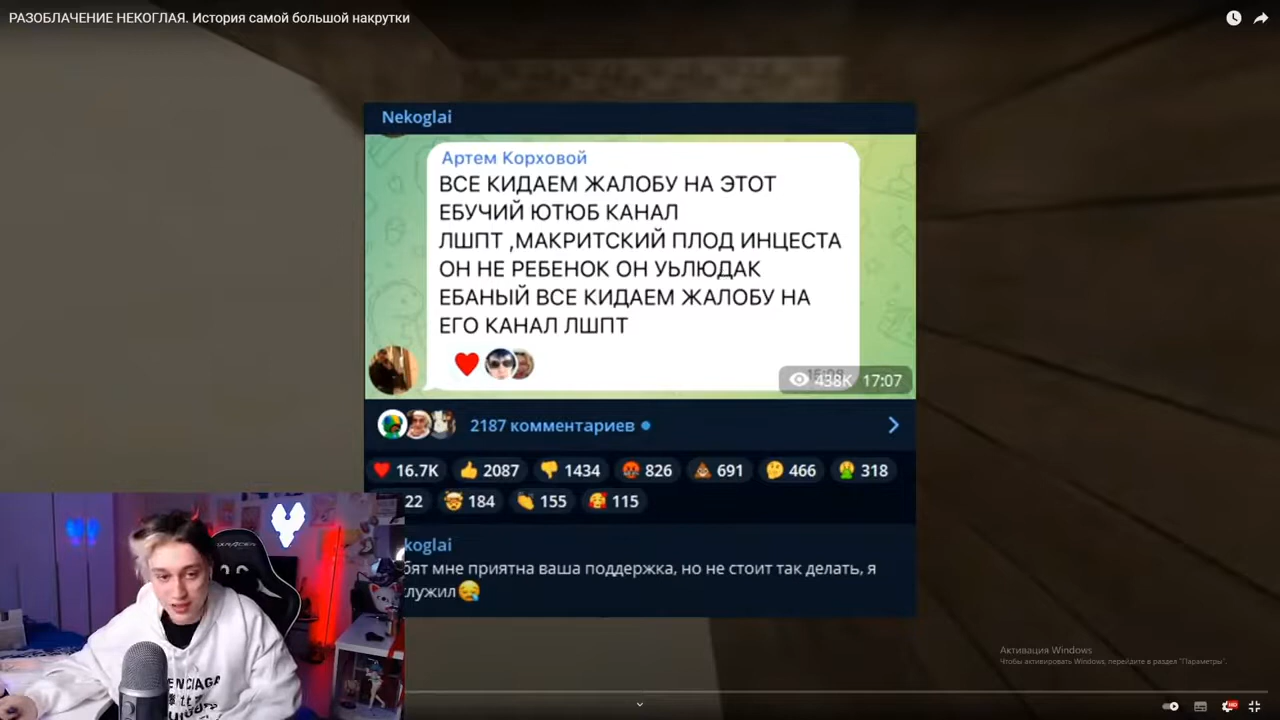 РАЗОБЛАЧЕНИЕ НЕКОГЛАЯ. История самой большой накрутки
Nekoglai
Артем Корховой
ВСЕ КИДАЕМ ЖАЛОБУ НА ЭТОТ
ЕБУЧИЙ ЮТЮБ КАНАЛ
ЛШПТ ,МАКРИТСКИЙ ПЛОД ИНЦЕСТА
ОН НЕ РЕБЕНОК ОН УЬЛЮДАК
ЕБАНЫЙ ВСЕ КИДАЕМ ЖАЛОБУ НА
ЕГО КАНАЛ ЛШПТ
438K 17:07
2187 комментариев
16.7K 2087 1434 826 691 466 318
22 184 155 115
koglai
бят мне приятна ваша поддержка, но не стоит так делать, я
служил
Активация Windows
Чтобы активировать Windows, перейдите в раздел "Параметры".
HD